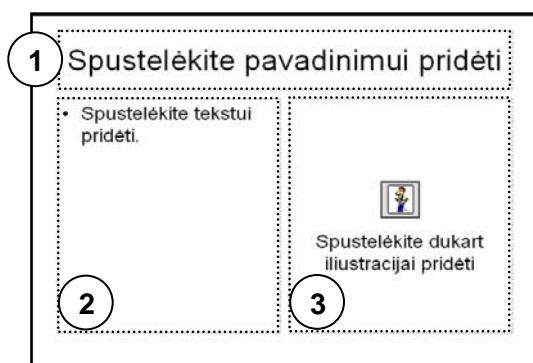 1
Spustelėkite pavadinimui pridėti
• Spustelėkite tekstui
pridėti.
2
Spustelėkite dukart
iliustracijai pridėti
3